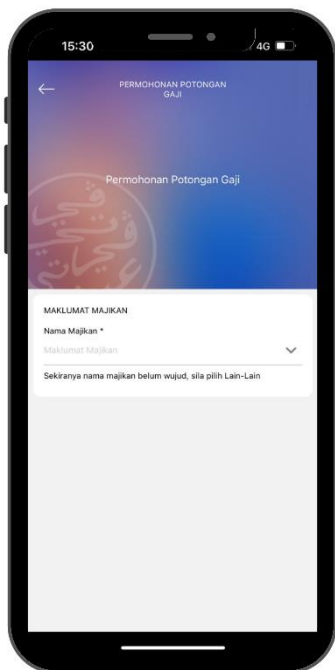 15:30
4G
PERMOHONAN POTONGAN
GAJI
Permohonan Potongan Gaji
MAKLUMAT MAJIKAN
Nama Majikan *
Maklumat Majikan
Sekiranya nama majikan belum wujud, sila pilih Lain-Lain